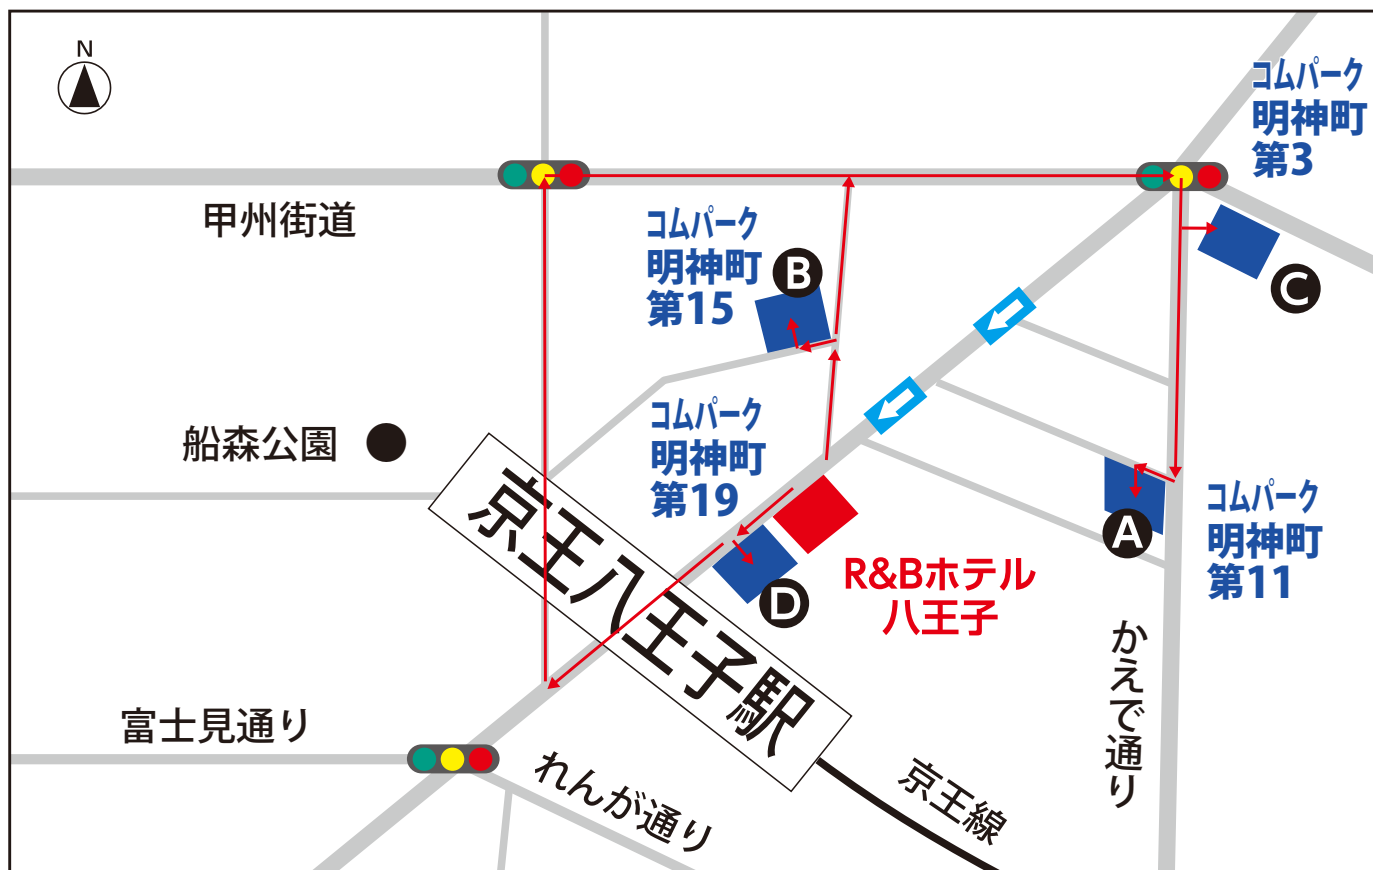 N
コムパーク
明神町
第3
甲州街道
コムパーク
明神町
第15
B
C
コムパーク
明神町
第19
船森公園
京王八王子駅
A
コムパーク
明神町
第11
D
R&Bホテル
八王子
かえで通り
富士見通り
れんが通り
京王線